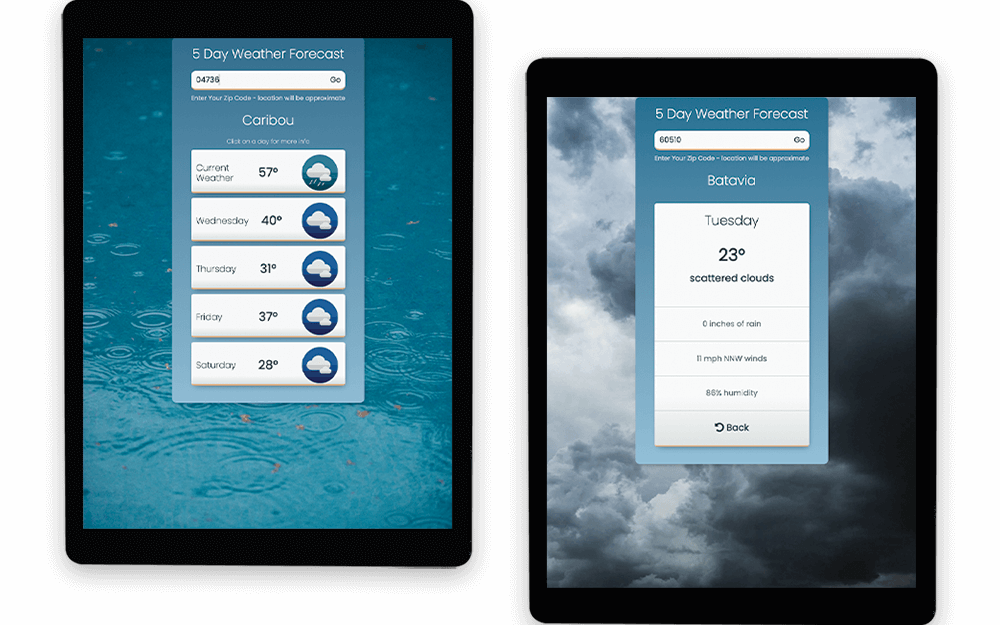 5 Day Weather Forecast
04736
Go
Enter Your Zip Code - location will be approximate
Caribou
Click on a day for more info
Current
Weather
57°
Wednesday
40°
Thursday
31°
Friday
37°
Saturday
28°
5 Day Weather Forecast
60510
Go
Enter Your Zip Code - location will be approximate
Batavia
Tuesday
23°
scattered clouds
0 inches of rain
11 mph NNW winds
86% humidity
Back